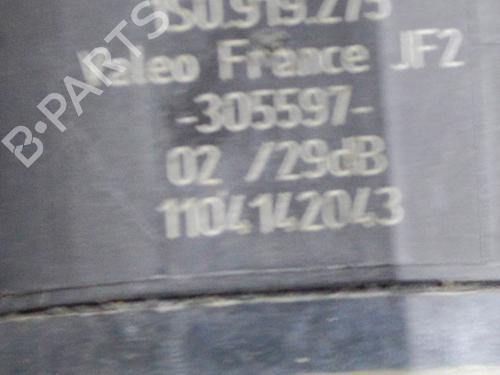 B-PARTS
Valeo France JF2
-305597-
02 /29dB
1104142043